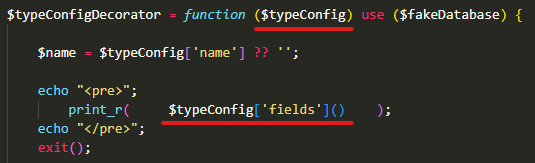 $typeConfigDecorator = function ($typeConfig) use ($fakeDatabase) {
$name = $typeConfig['name'] ?? '';
echo "<pre>";
print_r( $typeConfig['fields']() );
echo "</pre>";
exit();